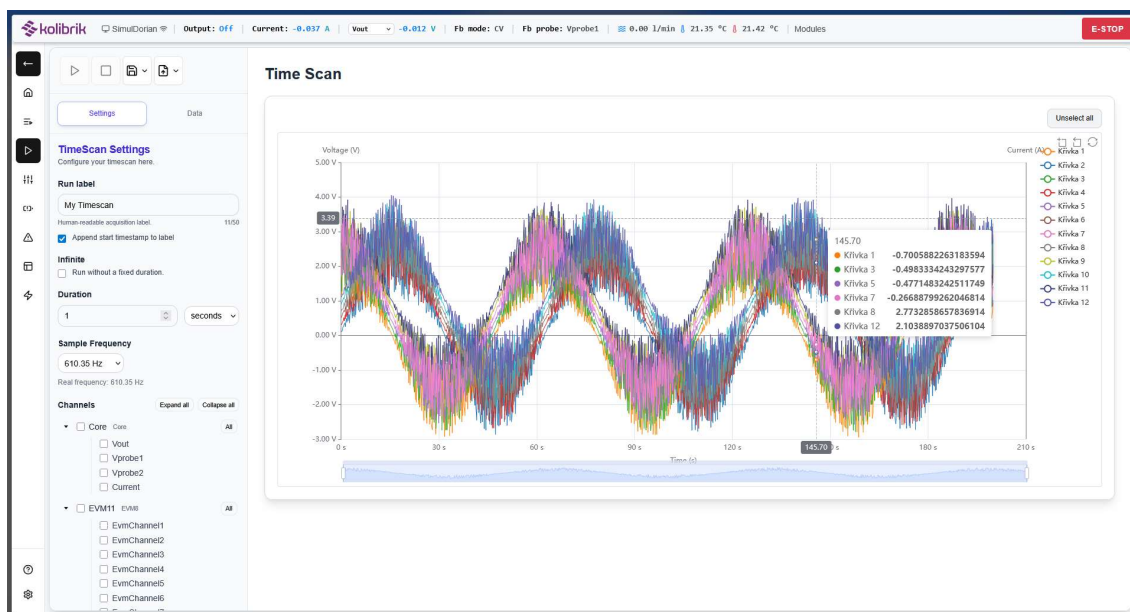 kolibrik SimulDorian Output: Off Current: -0.037 A Vout -0.012 V Fb mode: CV Fb probe: Vprobe1 0.00 l/min 21.35 °C 21.42 °C Modules E-STOP
Time Scan
Settings Data
Unselect all
TimeScan Settings
Configure your timescan here.
Run label
My Timescan
Human-readable acquisition label. 11/50
Append start timestamp to label
Infinite
Run without a fixed duration.
Duration
1 seconds
Sample Frequency
610.35 Hz
Real frequency: 610.35 Hz
Channels Expand all Collapse all
Core Core All
Vout
Vprobe1
Vprobe2
Current
EVM11 EVM8 All
EvmChannel1
EvmChannel2
EvmChannel3
EvmChannel4
EvmChannel5
EvmChannel6
Voltage (V)
Current (A)
5.00 V
4.00 V
3.39
3.00 V
2.00 V
1.00 V
0.00 V
-1.00 V
-2.00 V
-3.00 V
0 s 30 s 60 s 90 s 120 s 145.70 s 180 s 210 s
Time (s)
145.70
Křivka 1 -0.7005882263183594
Křivka 3 -0.4983334243297577
Křivka 5 -0.4771483242511749
Křivka 7 -0.26688799262046814
Křivka 8 2.7732858657836914
Křivka 12 2.1038897037506104
Křivka 1
Křivka 2
Křivka 3
Křivka 4
Křivka 5
Křivka 6
Křivka 7
Křivka 8
Křivka 9
Křivka 10
Křivka 11
Křivka 12